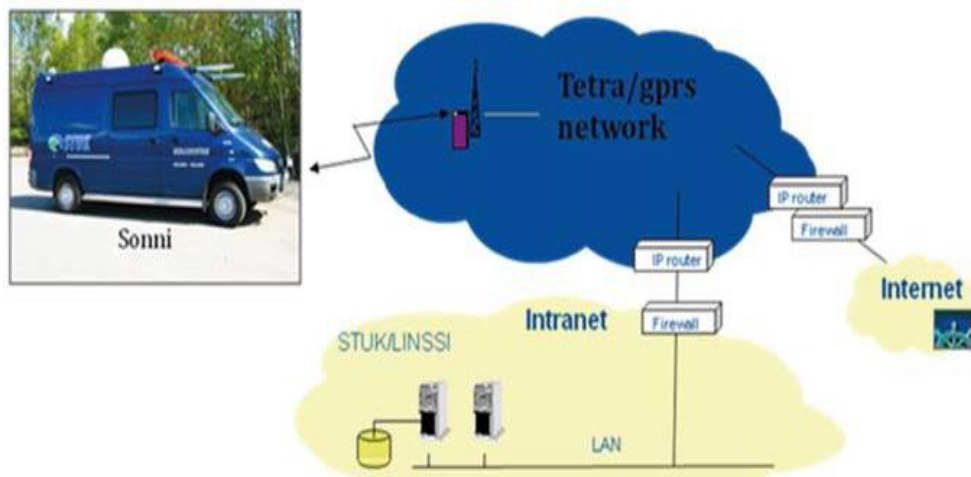 STUK
Sonni
Tetra/gprs
network
IP router
Firewall
IP router
Internet
Intranet
Firewall
STUK/LINSSI
LAN